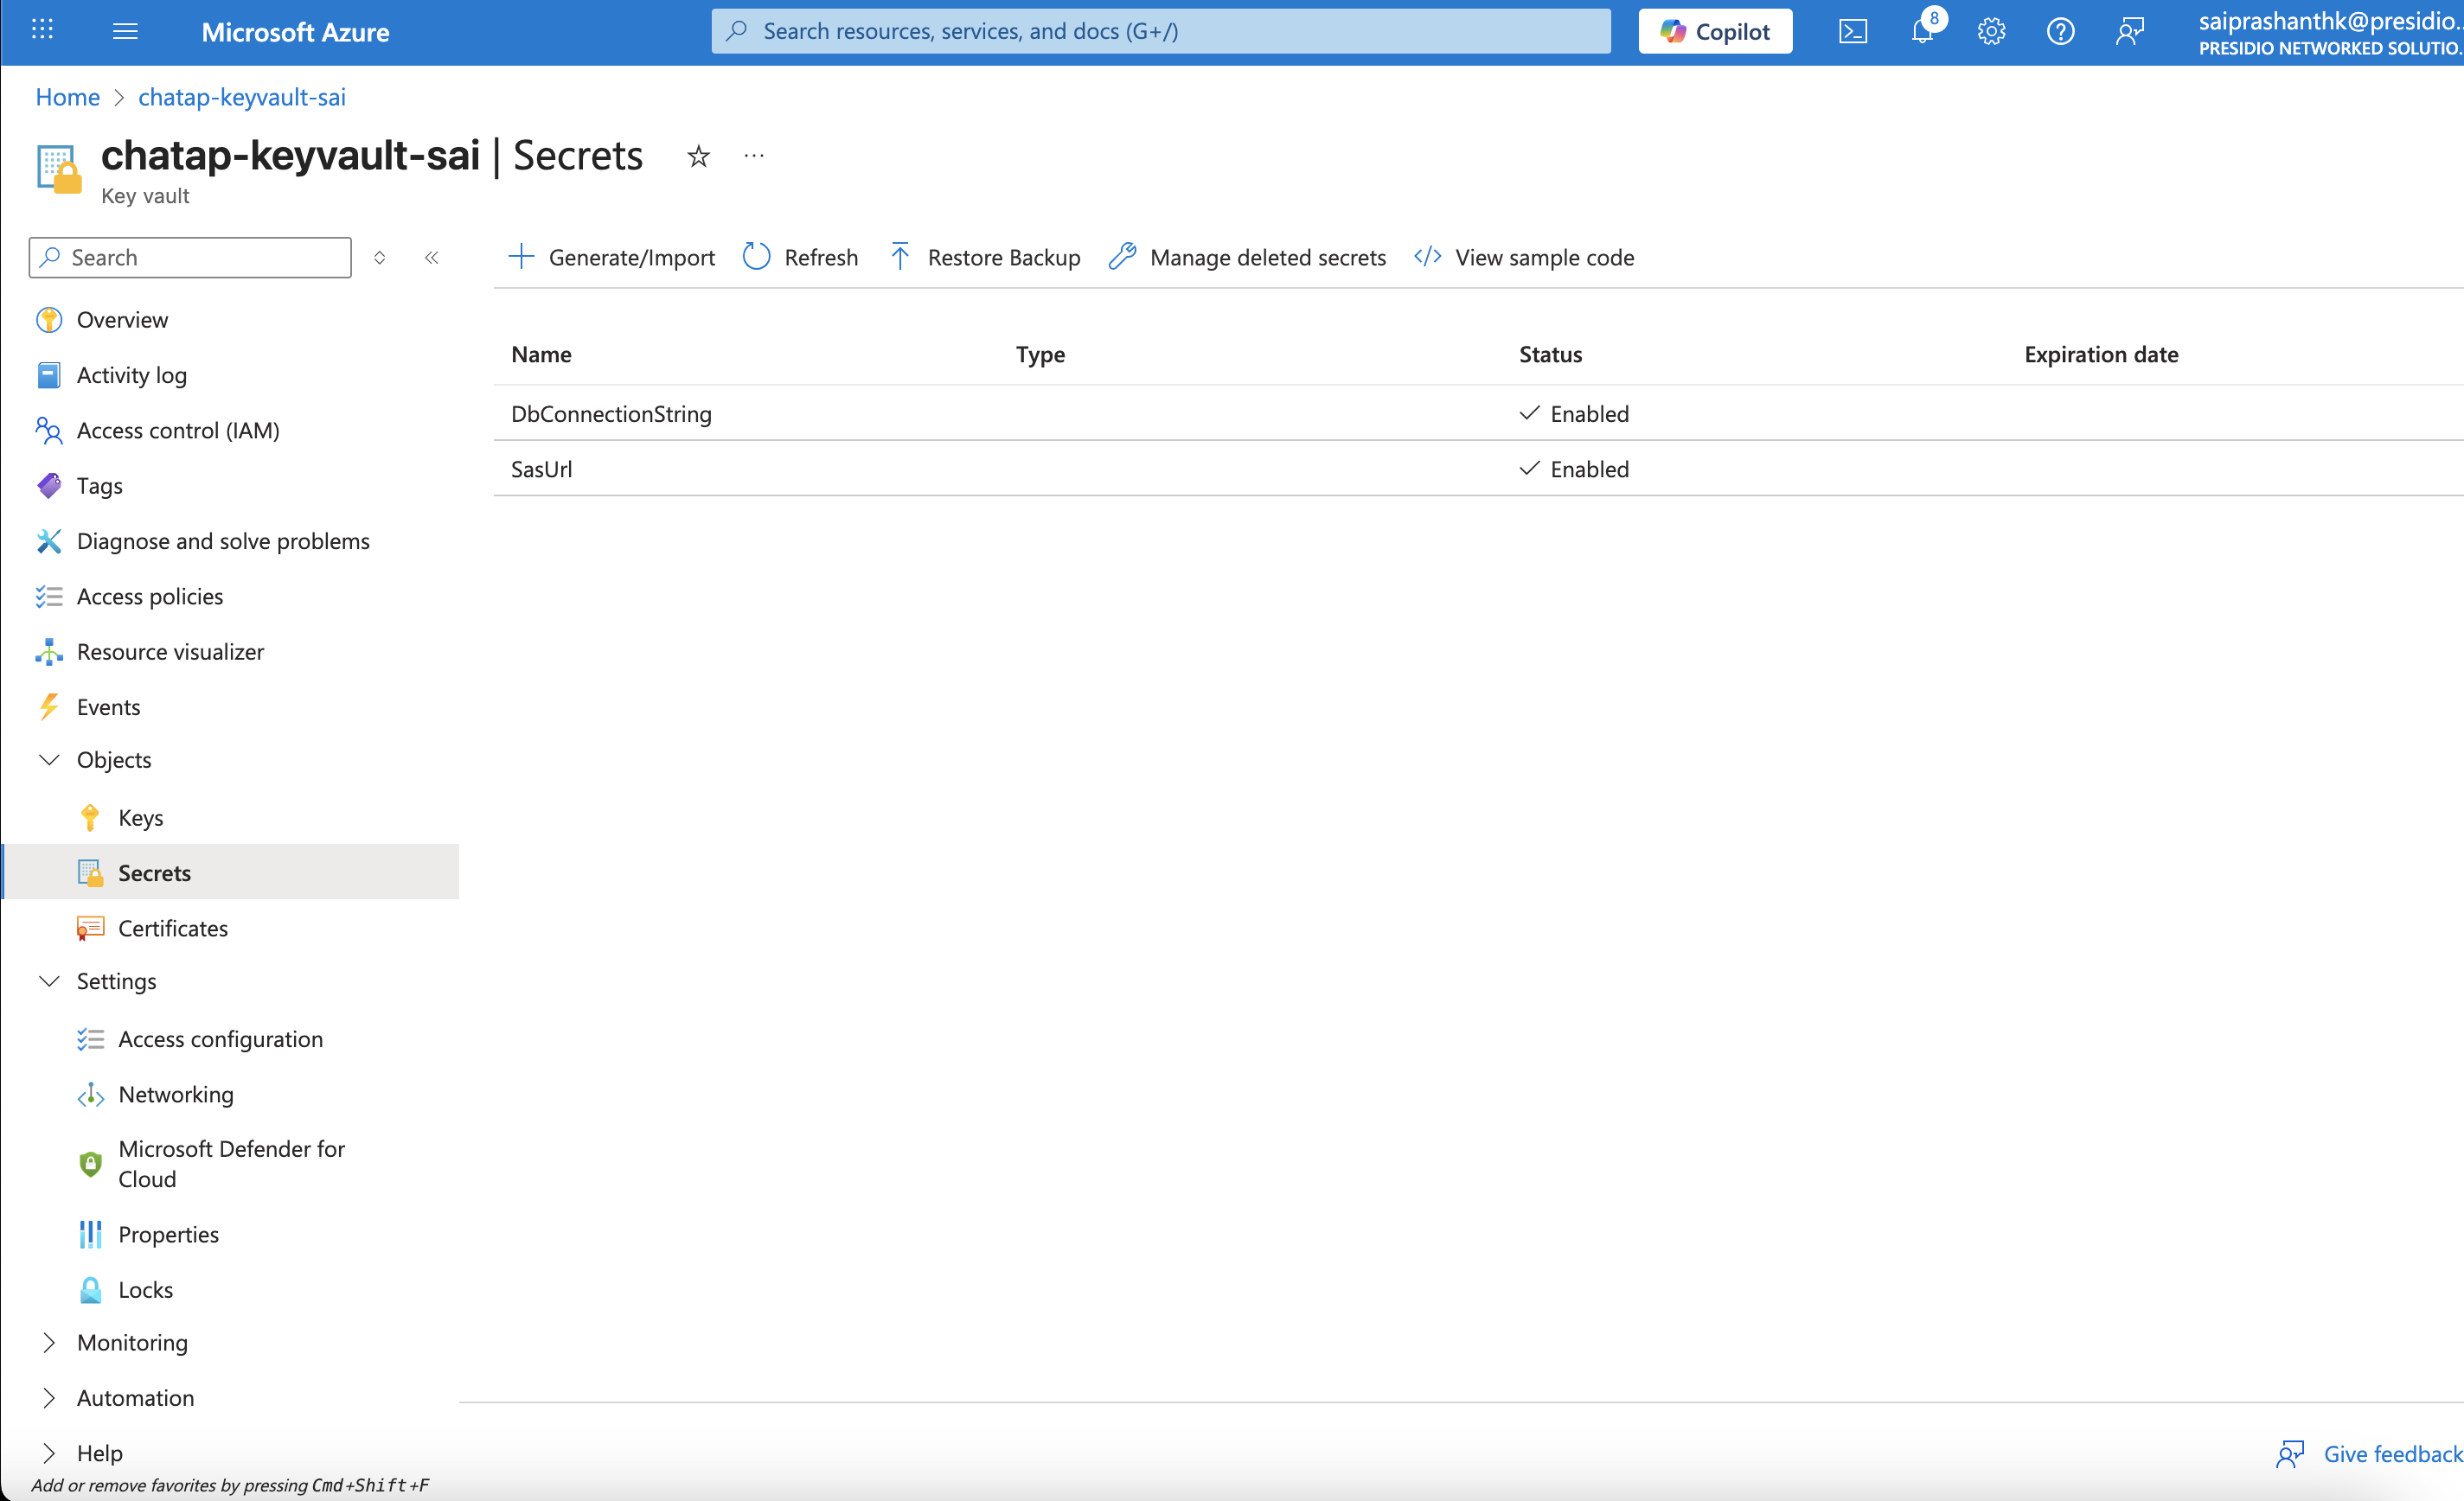 Microsoft Azure
Search resources, services, and docs (G+/)
Copilot
8
saiprashanthk@presidio...
PRESIDIO NETWORKED SOLUTIO...
Home > chatap-keyvault-sai
chatap-keyvault-sai | Secrets
Key vault
Search
Generate/Import
Refresh
Restore Backup
Manage deleted secrets
View sample code
Overview
Activity log
Access control (IAM)
Tags
Diagnose and solve problems
Access policies
Resource visualizer
Events
Objects
Keys
Secrets
Certificates
Settings
Access configuration
Networking
Microsoft Defender for
Cloud
Properties
Locks
Monitoring
Automation
Help
Add or remove favorites by pressing Cmd+Shift+F
Name Type Status Expiration date
DbConnectionString Enabled
SasUrl Enabled
Give feedback